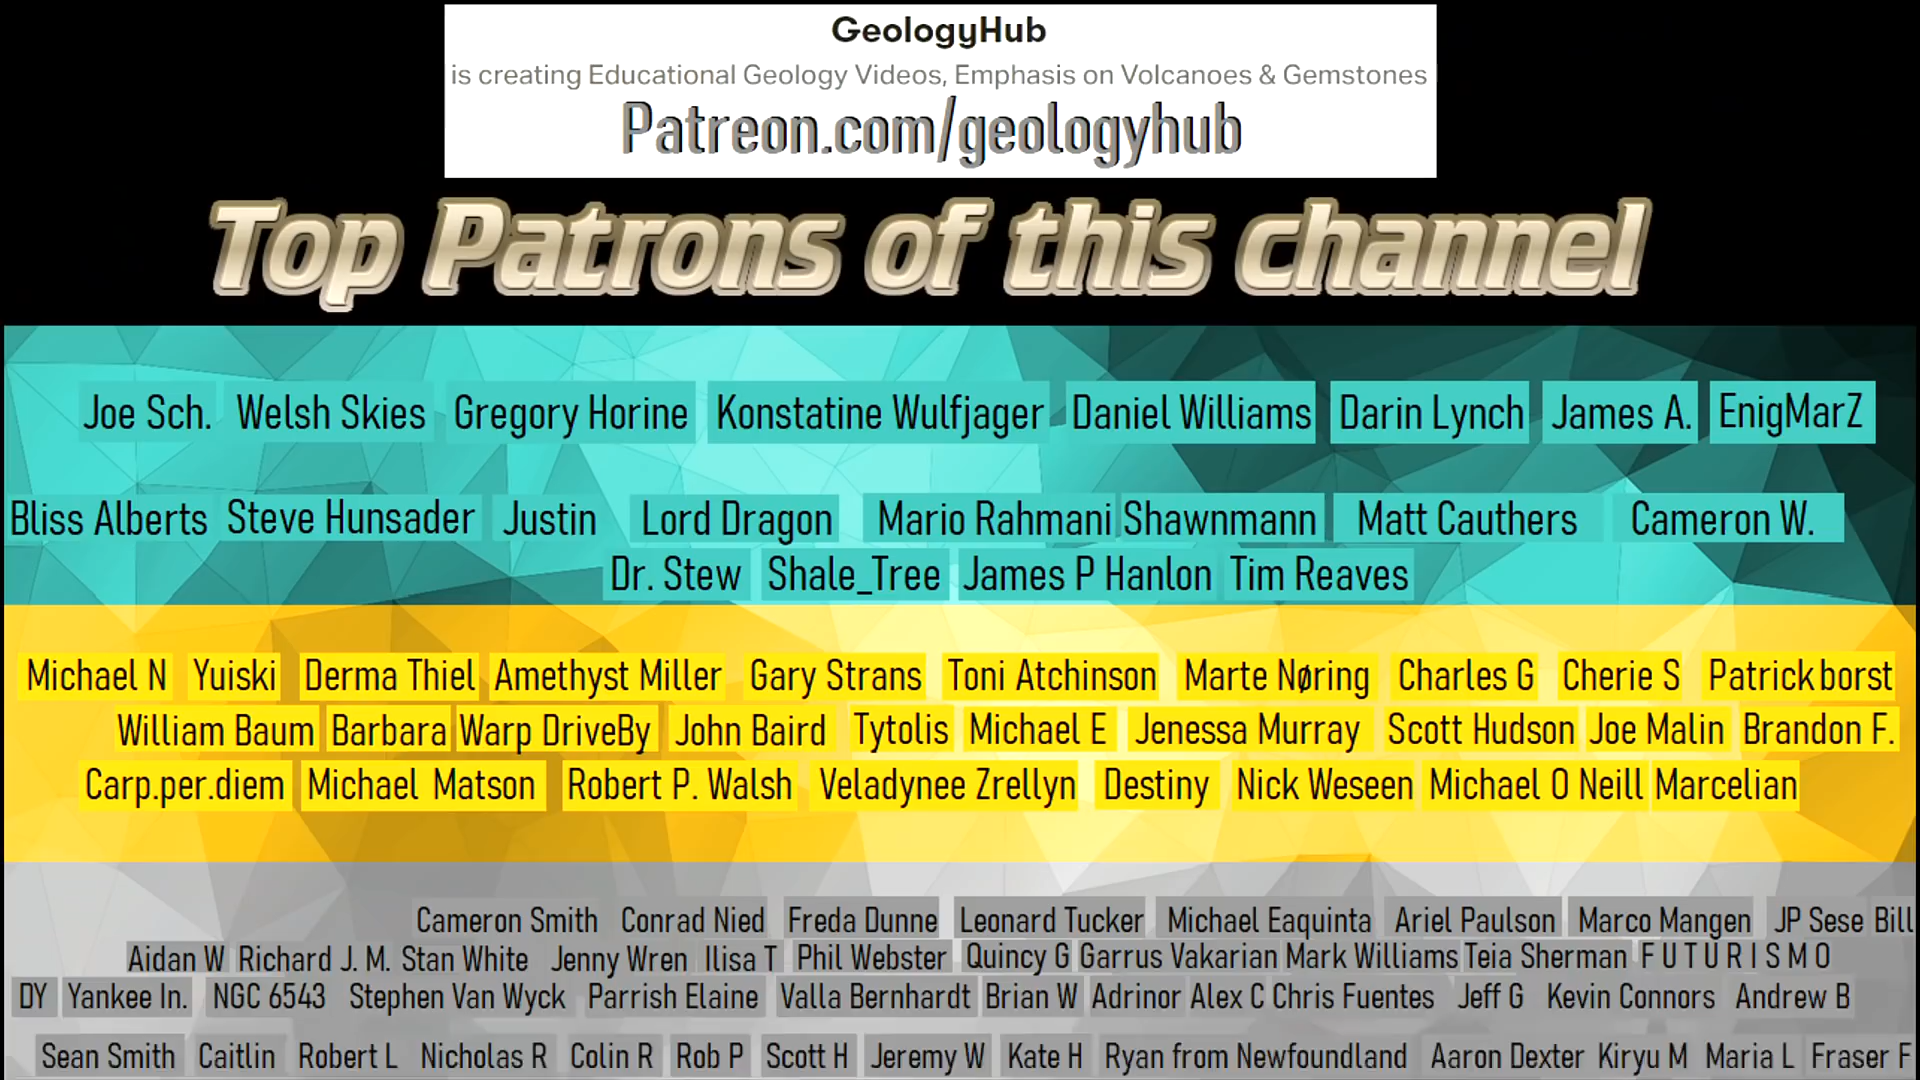 GeologyHub
is creating Educational Geology Videos, Emphasis on Volcanoes & Gemstones
Patreon.com/geologyhub
Top Patrons of this channel
Joe Sch. Welsh Skies Gregory Horine Konstatine Wulfjager Daniel Williams Darin Lynch James A. EnigMarZ
Bliss Alberts Steve Hunsader Justin Lord Dragon Mario Rahmani Shawnmann Matt Cauthers Cameron W.
Dr. Stew Shale_Tree James P Hanlon Tim Reaves
Michael N Yuiski Derma Thiel Amethyst Miller Gary Strans Toni Atchinson Marte Nøring Charles G Cherie S Patrick borst
William Baum Barbara Warp DriveBy John Baird Tytolis Michael E Jenessa Murray Scott Hudson Joe Malin Brandon F.
Carp.per.diem Michael Matson Robert P. Walsh Veladynee Zrellyn Destiny Nick Weseen Michael O Neill Marcelian
Cameron Smith Conrad Nied Freda Dunne Leonard Tucker Michael Eaquinta Ariel Paulson Marco Mangen JP Sese Bill
Aidan W Richard J. M. Stan White Jenny Wren Ilisa T Phil Webster Quincy G Garrus Vakarian Mark Williams Teia Sherman F U T U R I S M O
DY Yankee In. NGC 6543 Stephen Van Wyck Parrish Elaine Valla Bernhardt Brian W Adrinor Alex C Chris Fuentes Jeff G Kevin Connors Andrew B
Sean Smith Caitlin Robert L Nicholas R Colin R Rob P Scott H Jeremy W Kate H Ryan from Newfoundland Aaron Dexter Kiryu M Maria L Fraser F